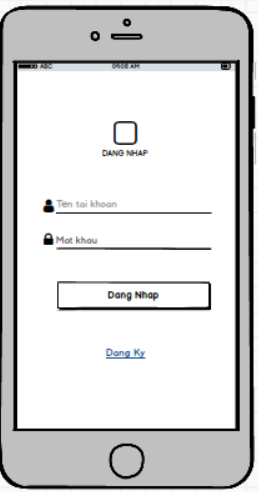 ABC 09:08 AM
DANG NHAP
Ten tai khoan
Mat khau
Dang Nhap
Dang Ky